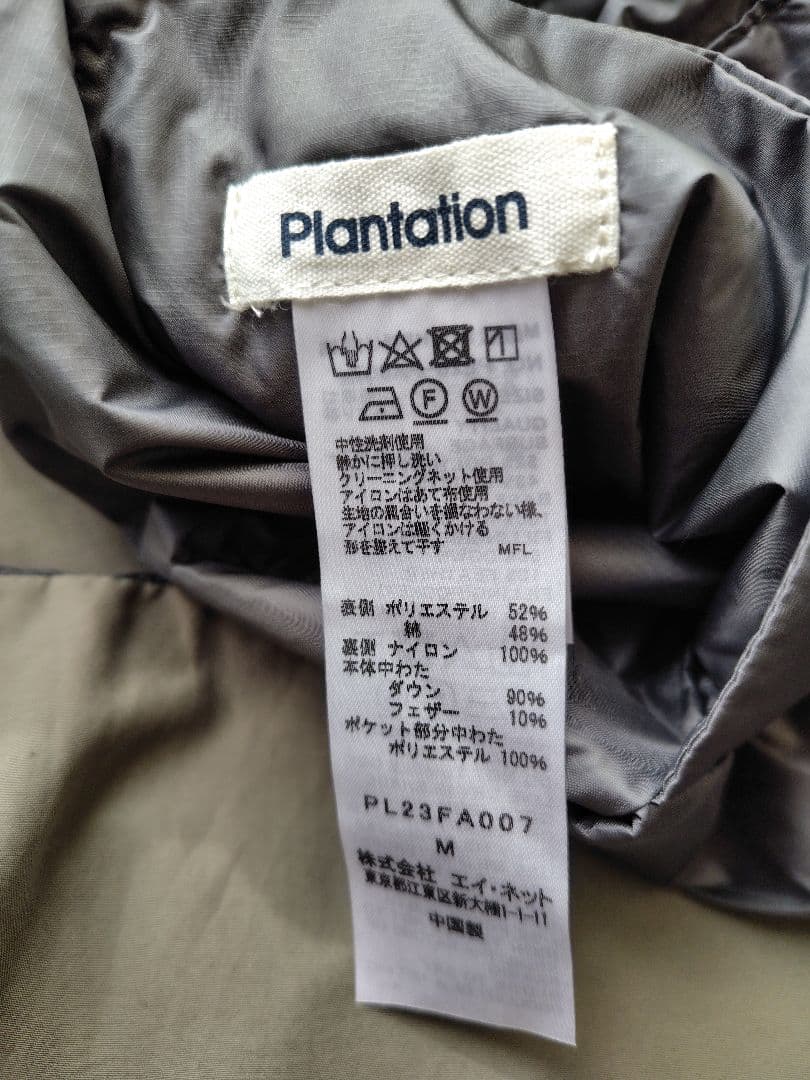 Plantation
F W
中性洗剤使用
静かに押し洗い
クリーニングネット使用
アイロンはあて布使用
生地の風合いを損なわない様、
アイロンは軽くかける
形を整えて干す MFL
表側 ポリエステル 52%
綿 48%
裏側 ナイロン 100%
本体中わた
ダウン 90%
フェザー 10%
ポケット部分中わた
ポリエステル 100%
PL23FA007
M
株式会社 エイ・ネット
東京都江東区新大橋1-1-11
中国製